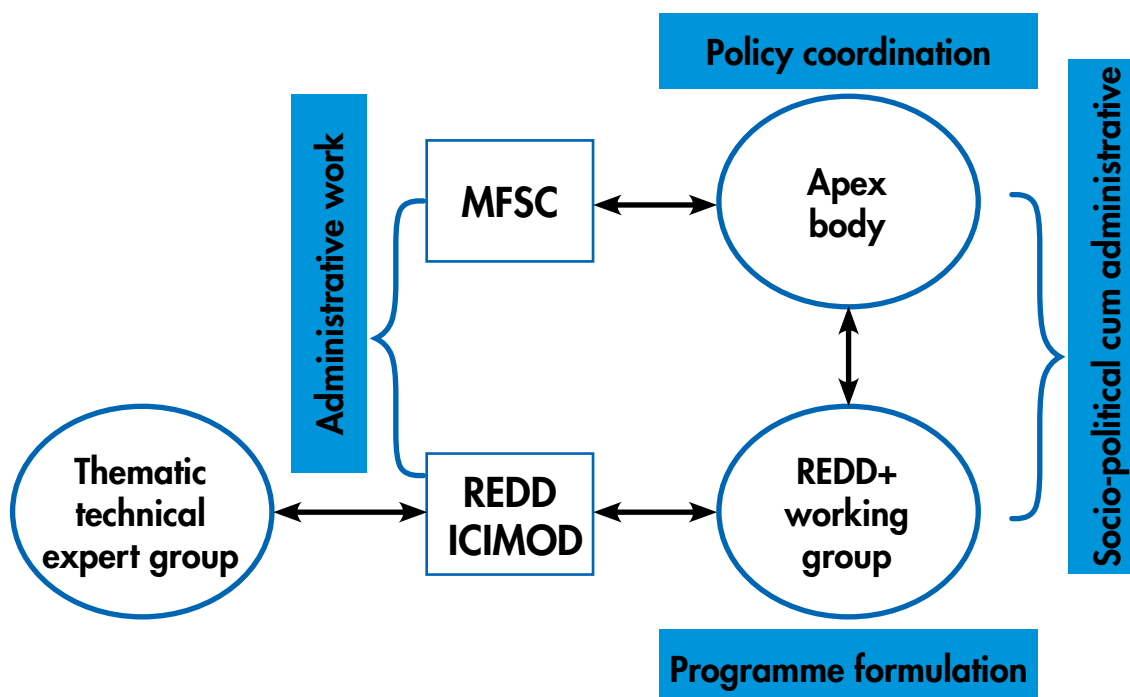 Policy coordination
Administrative work
MFSC
Apex
body
Socio-political cum administrative
Thematic
technical
expert group
REDD
ICIMOD
REDD+
working
group
Programme formulation